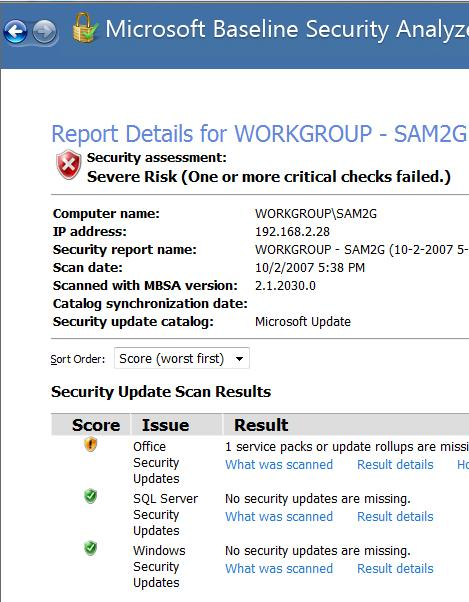 Microsoft Baseline Security Analyze
Report Details for WORKGROUP - SAM2G
Security assessment:
Severe Risk (One or more critical checks failed.)
Computer name: WORKGROUP\SAM2G
IP address: 192.168.2.28
Security report name: WORKGROUP - SAM2G (10-2-2007 5-
Scan date: 10/2/2007 5:38 PM
Scanned with MBSA version: 2.1.2030.0
Catalog synchronization date:
Security update catalog: Microsoft Update
Sort Order: Score (worst first)
Security Update Scan Results
Score Issue Result
Office Security Updates
1 service packs or update rollups are missi
What was scanned Result details Ho
SQL Server Security Updates
No security updates are missing.
What was scanned Result details
Windows Security Updates
No security updates are missing.
What was scanned Result details